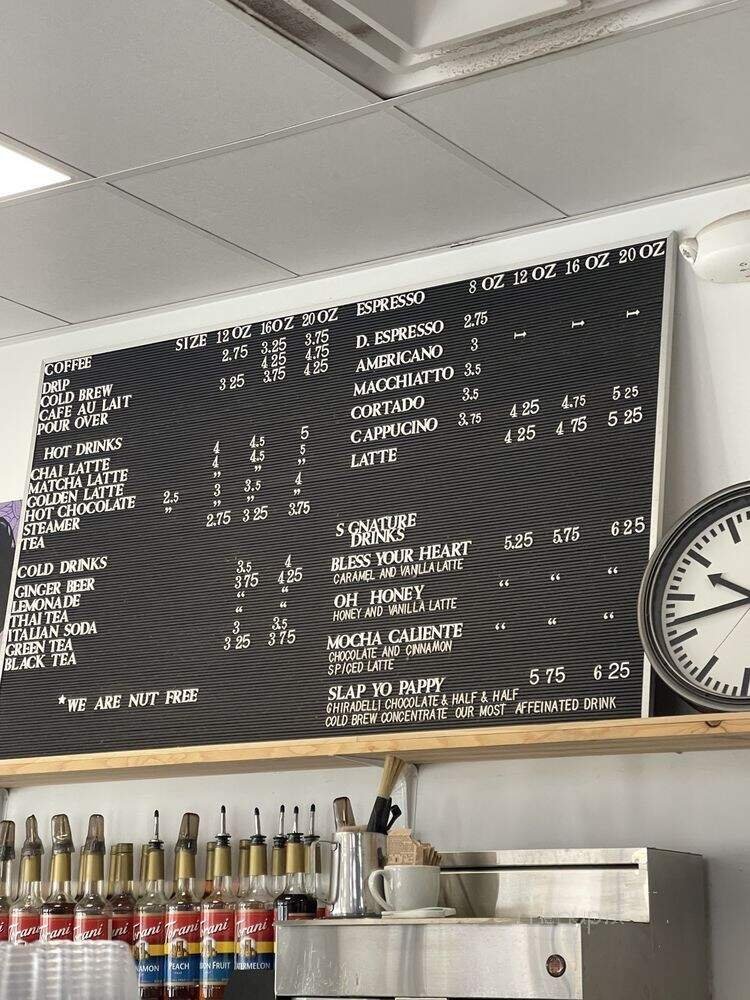 SIZE 12 OZ 16OZ 20 OZ
COFFEE
DRIP 2.75 3.25 3.75
COLD BREW 4 25 4.75
CAFE AU LAIT 3 25 3.75 4 25
POUR OVER
HOT DRINKS
CHAI LATTE 4 4.5 5
MATCHA LATTE 4 4.5 5
GOLDEN LATTE " " "
HOT CHOCOLATE 2.5 3 3.5 4
STEAMER " " " "
TEA 2.75 3 25 3.75
COLD DRINKS
GINGER BEER 3.5 4
LEMONADE 3 75 4 25
THAI TEA " "
ITALIAN SODA " "
GREEN TEA 3 3.5
BLACK TEA 3 25 3 75
*WE ARE NUT FREE
ESPRESSO 8 OZ 12 OZ 16 OZ 20 OZ
D. ESPRESSO 2.75
AMERICANO 3
MACCHIATTO 3.5
CORTADO 3.5
CAPPUCINO 3.75 4 25 4.75 5 25
LATTE 4 25 4 75 5 25
S GNATURE
DRINKS
BLESS YOUR HEART 5.25 5.75 6 25
CARAMEL AND VANILLA LATTE
OH HONEY " " "
HONEY AND VANILLA LATTE
MOCHA CALIENTE " " "
CHOCOLATE AND CINNAMON
SPICED LATTE
SLAP YO PAPPY 5 75 6 25
GHIRADELLI CHOCOLATE & HALF & HALF
COLD BREW CONCENTRATE OUR MOST AFFEINATED DRINK
Torani
Torani
Torani
Torani
Torani
NAMON
PEACH
ON FRUIT
ATERMELON